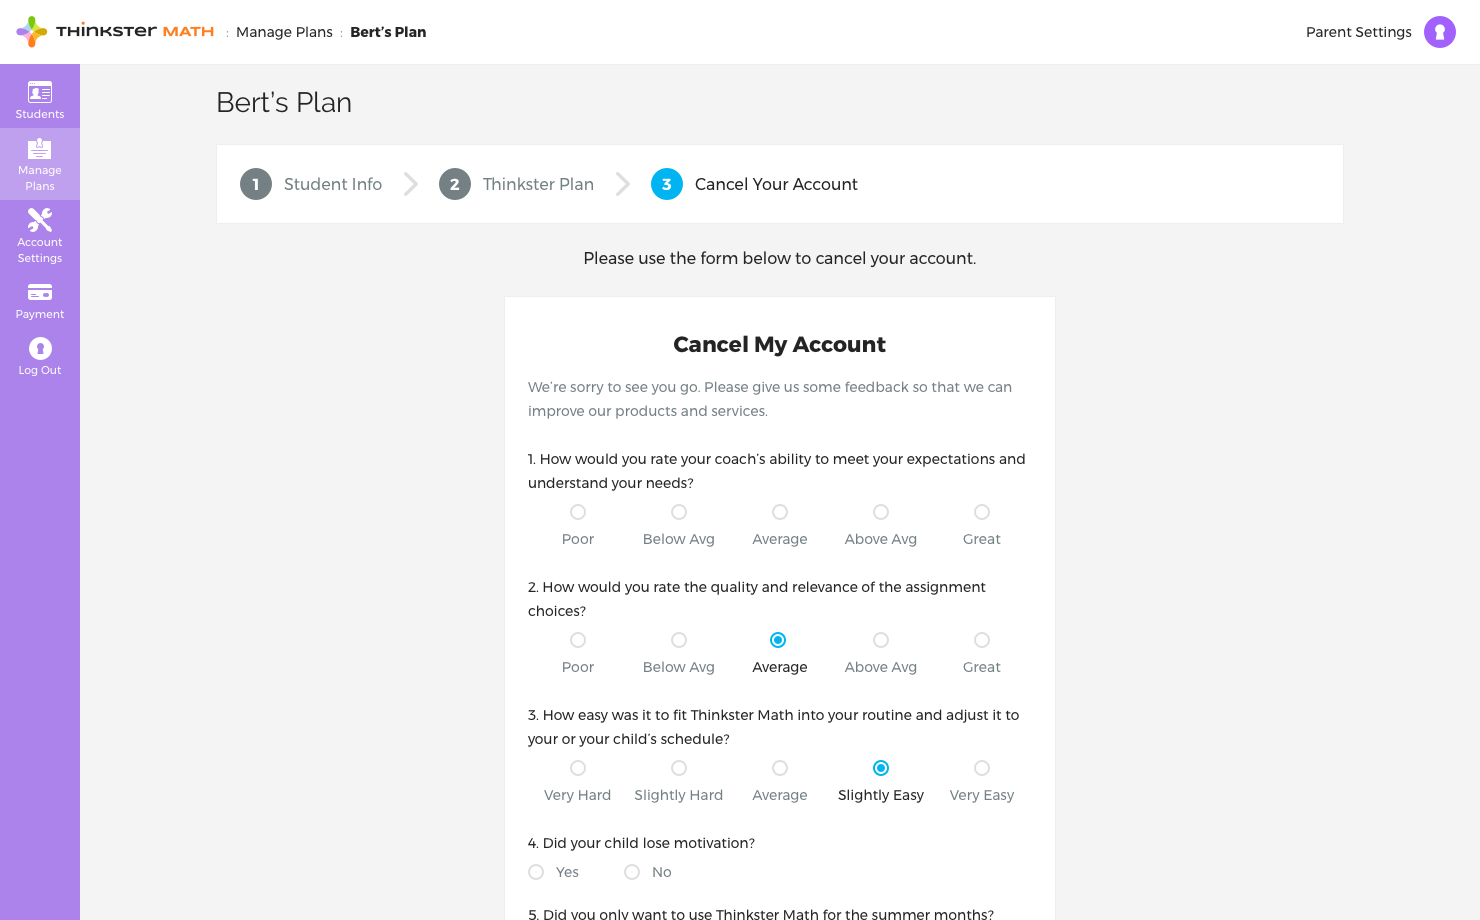 THiNKSTER MATH : Manage Plans : Bert's Plan
Parent Settings
Students
Manage
Plans
Account
Settings
Payment
Log Out
Bert's Plan
1 Student Info 2 Thinkster Plan 3 Cancel Your Account
Please use the form below to cancel your account.
Cancel My Account
We're sorry to see you go. Please give us some feedback so that we can
improve our products and services.
1. How would you rate your coach's ability to meet your expectations and
understand your needs?
Poor Below Avg Average Above Avg Great
2. How would you rate the quality and relevance of the assignment
choices?
Poor Below Avg Average Above Avg Great
3. How easy was it to fit Thinkster Math into your routine and adjust it to
your or your child's schedule?
Very Hard Slightly Hard Average Slightly Easy Very Easy
4. Did your child lose motivation?
Yes No
5. Did you only want to use Thinkster Math for the summer months?